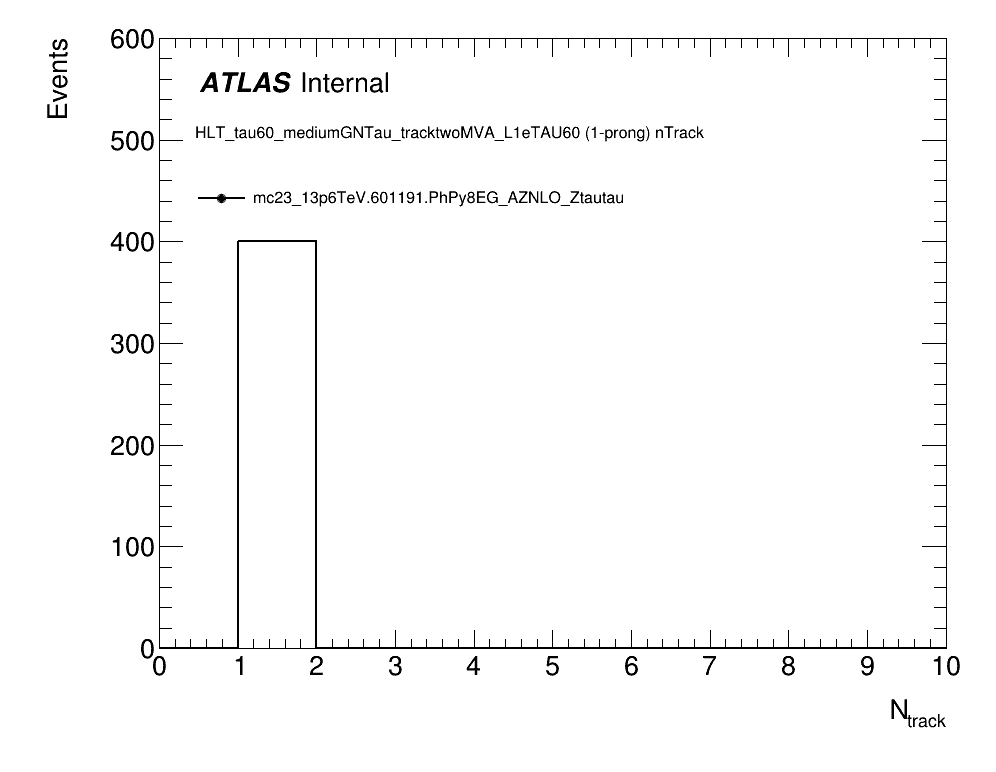 Events
600
500
400
300
200
100
0
ATLAS Internal
HLT_tau60_mediumGNTau_tracktwoMVA_L1eTAU60 (1-prong) nTrack
mc23_13p6TeV.601191.PhPy8EG_AZNLO_Ztautau
0 1 2 3 4 5 6 7 8 9 10
N_track